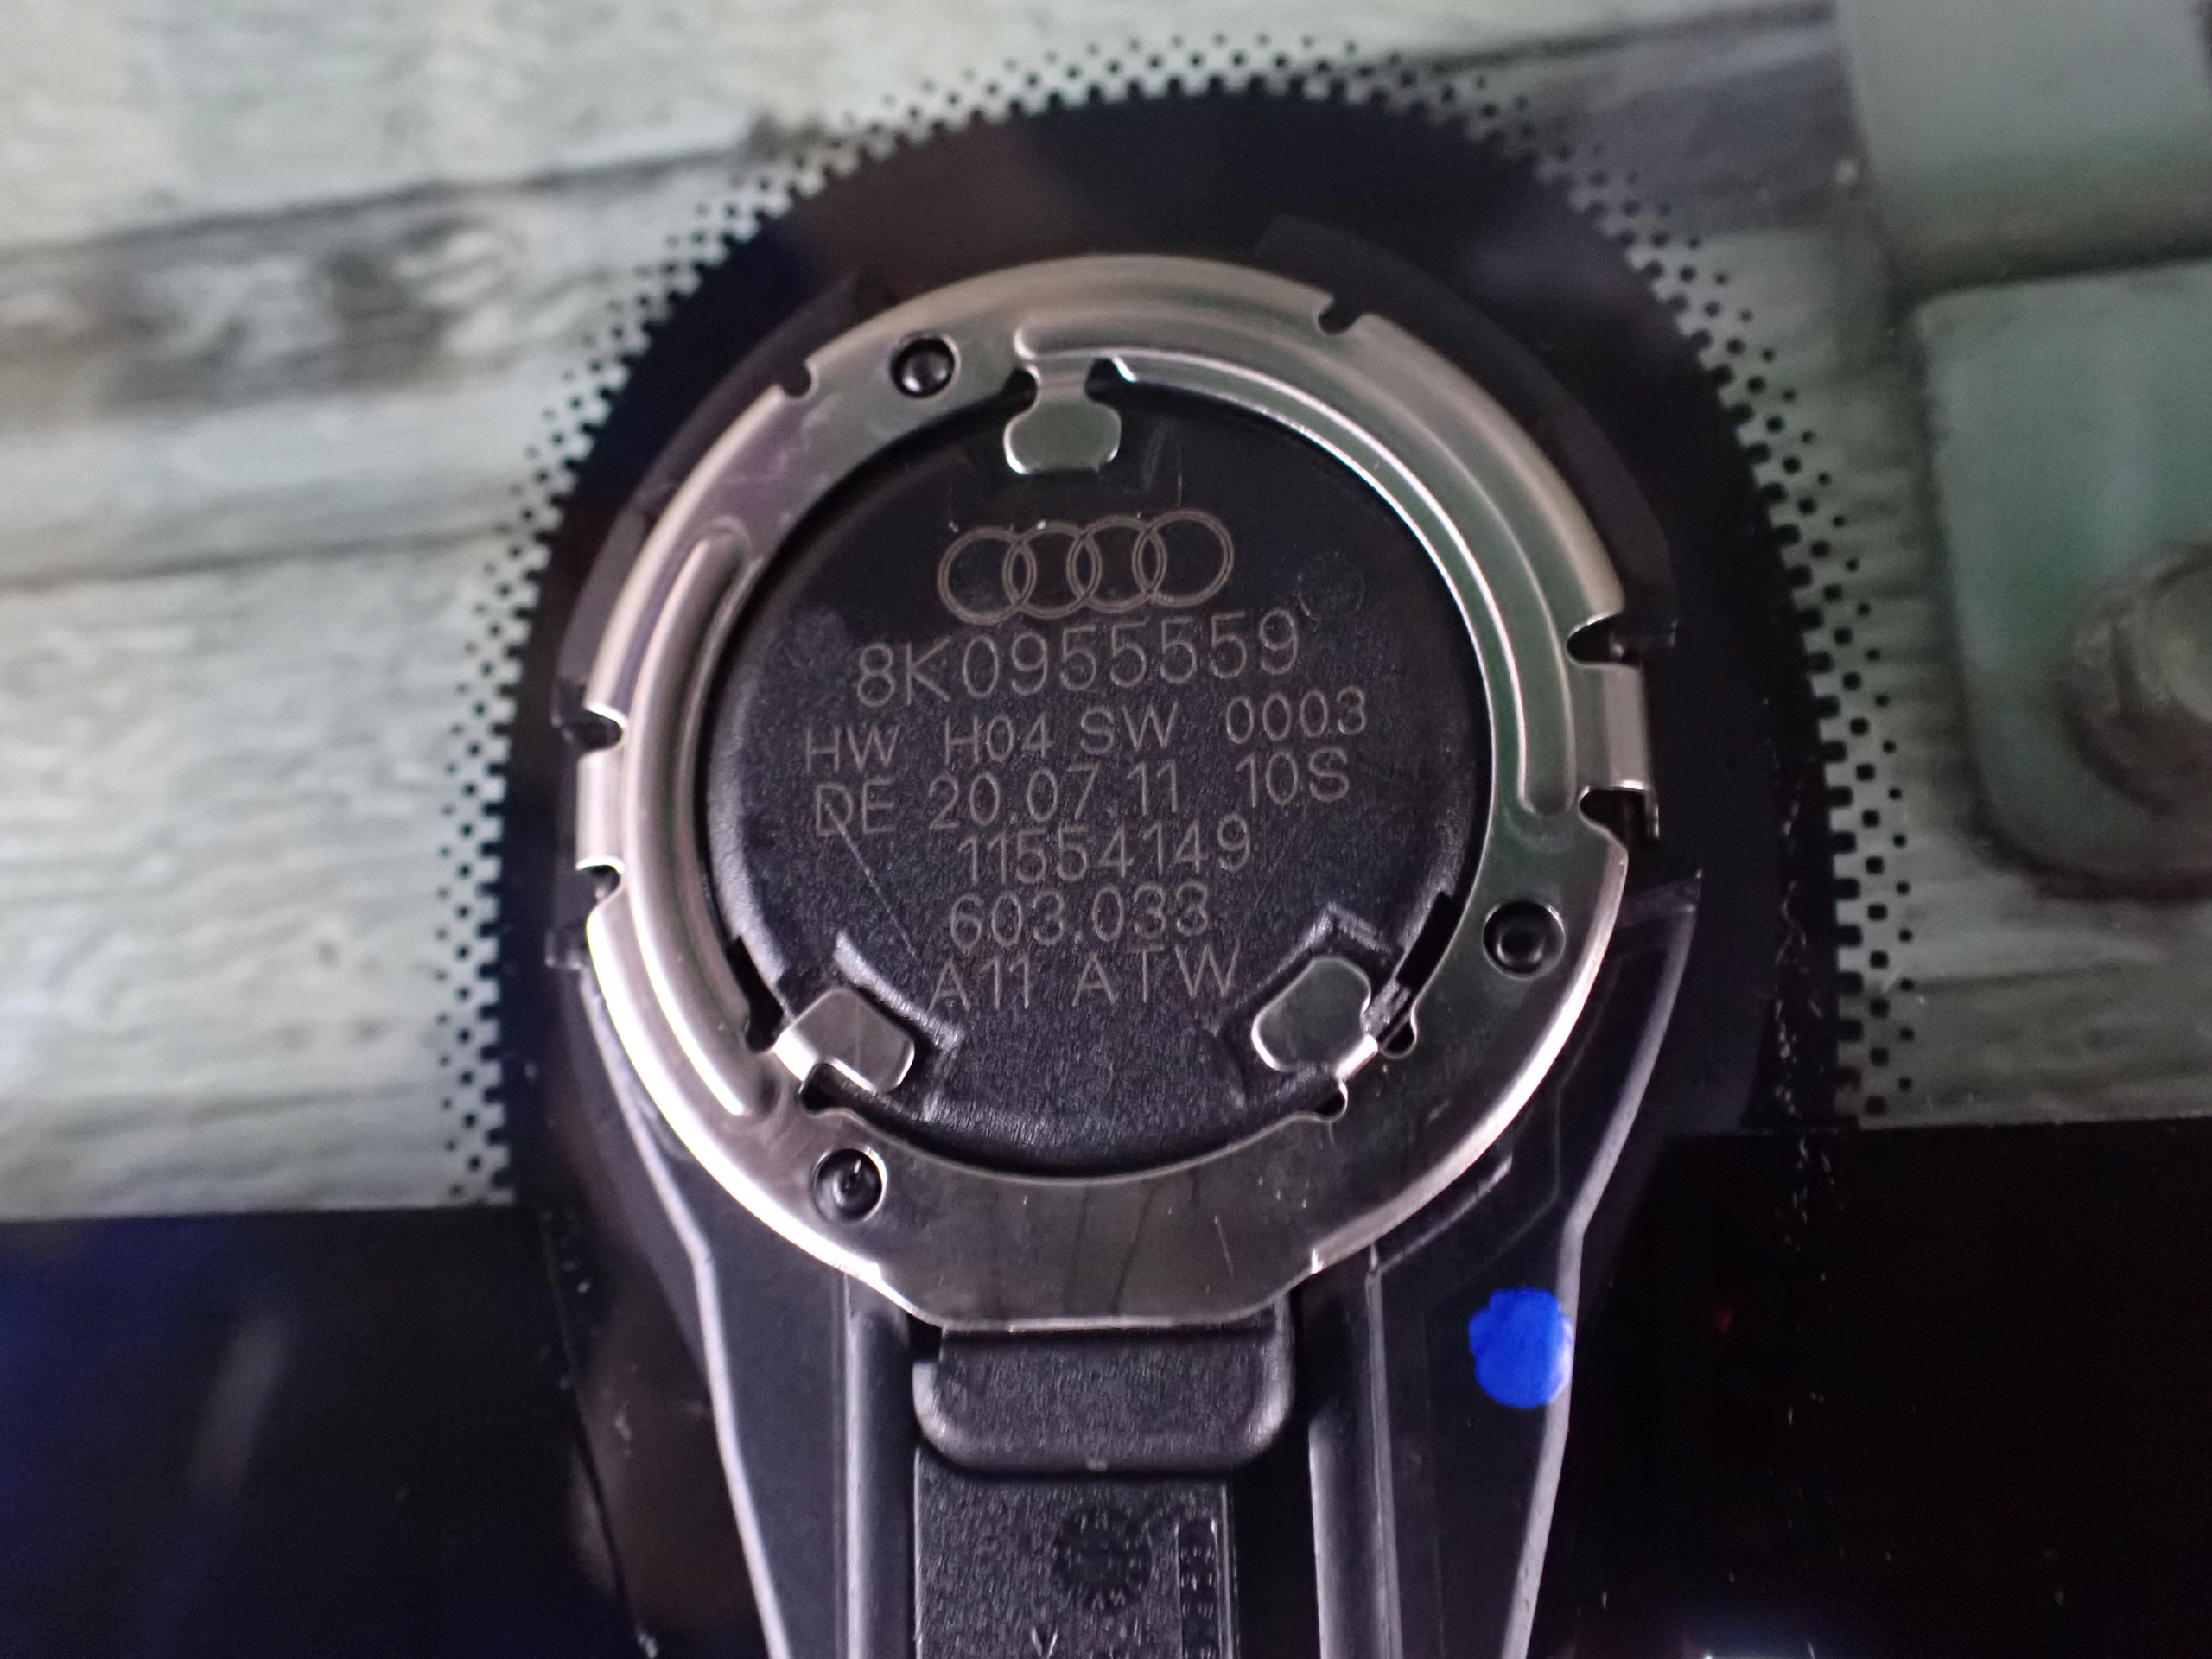 8K0955559
HW H04 SW 0003
DE 20.07.11 10S
11554149
603.033
A11 ATW